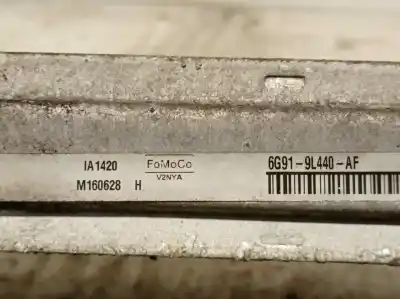 IA1420 FoMoCo 6G91-9L440-AF
M160628 H V2NYA